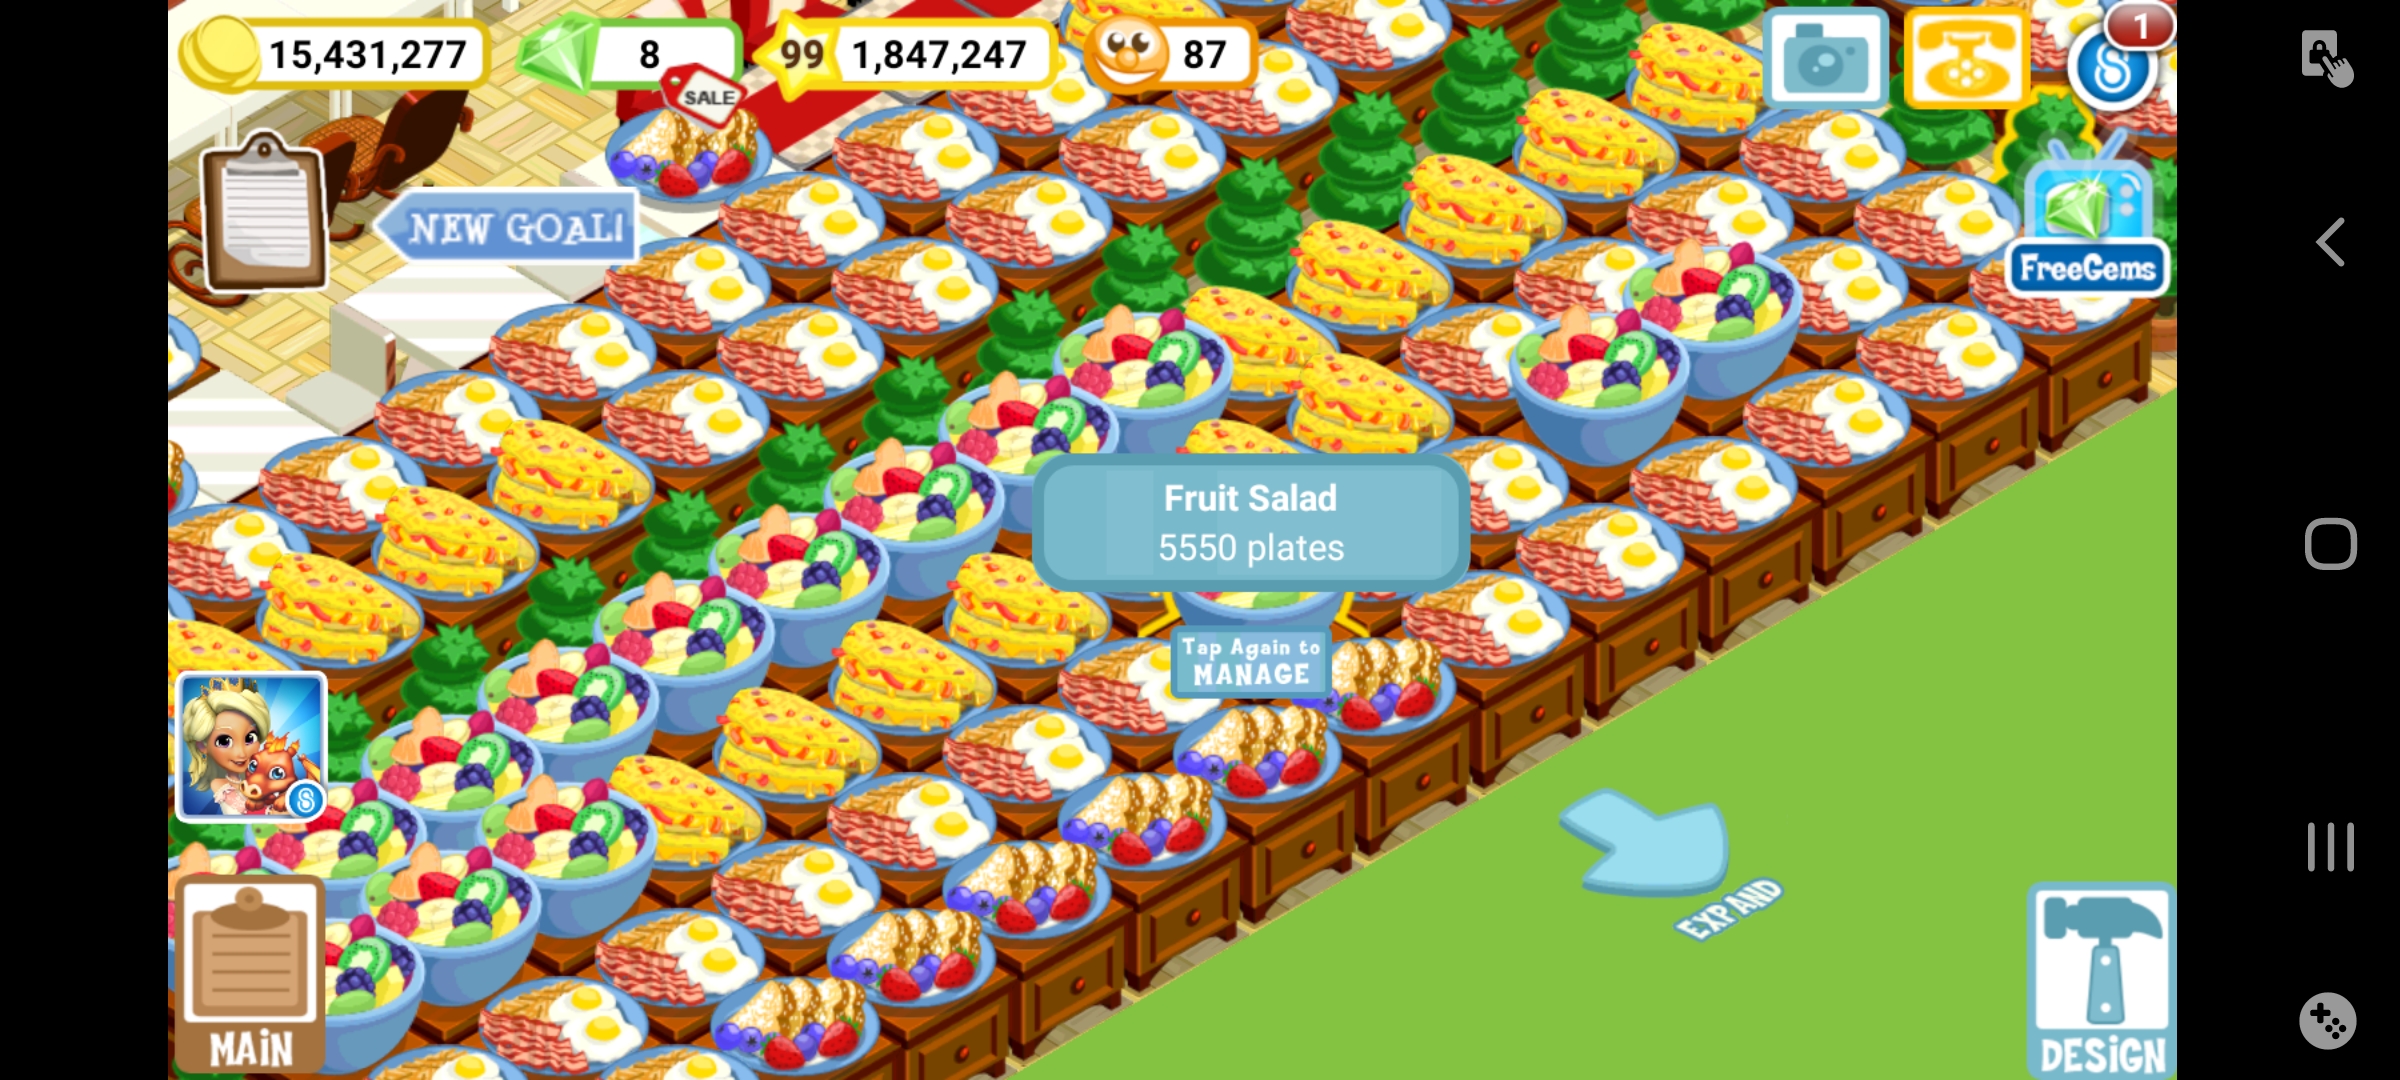 15,431,277
8
99
1,847,247
87
1
SALE
NEW GOAL!
FreeGems
Fruit Salad
5550 plates
Tap Again to
MANAGE
EXPAND
MAiN
DESiGN